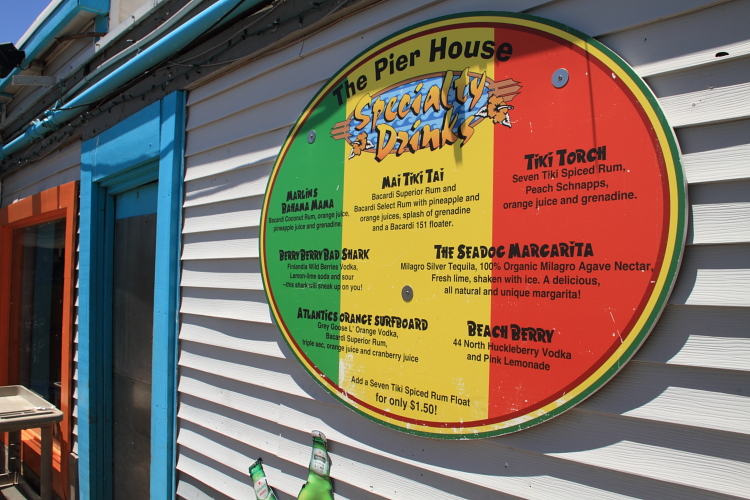 The Pier House
Specialty
Drinks
Marlins
Bahama Mama
Bacardi Coconut Rum, orange juice,
pineapple juice and grenadine.
Mai Tiki Tai
Bacardi Superior Rum and
Bacardi Select Rum with pineapple and
orange juices, splash of grenadine
and a Bacardi 151 floater.
Tiki Torch
Seven Tiki Spiced Rum,
Peach Schnapps,
orange juice and grenadine.
Berry Berry Bad Shark
Finlandia Wild Berries Vodka,
Lemon-lime soda and sour
–this shark will sneak up on you!
The Seadog Margarita
Milagro Silver Tequila, 100% Organic Milagro Agave Nectar,
Fresh lime, shaken with ice. A delicious,
all natural and unique margarita!
Atlantics Orange Surfboard
Grey Goose L' Orange Vodka,
Bacardi Superior Rum,
triple sec, orange juice and cranberry juice
Beach Berry
44 North Huckleberry Vodka
and Pink Lemonade
Add a Seven Tiki Spiced Rum Float
for only $1.50!